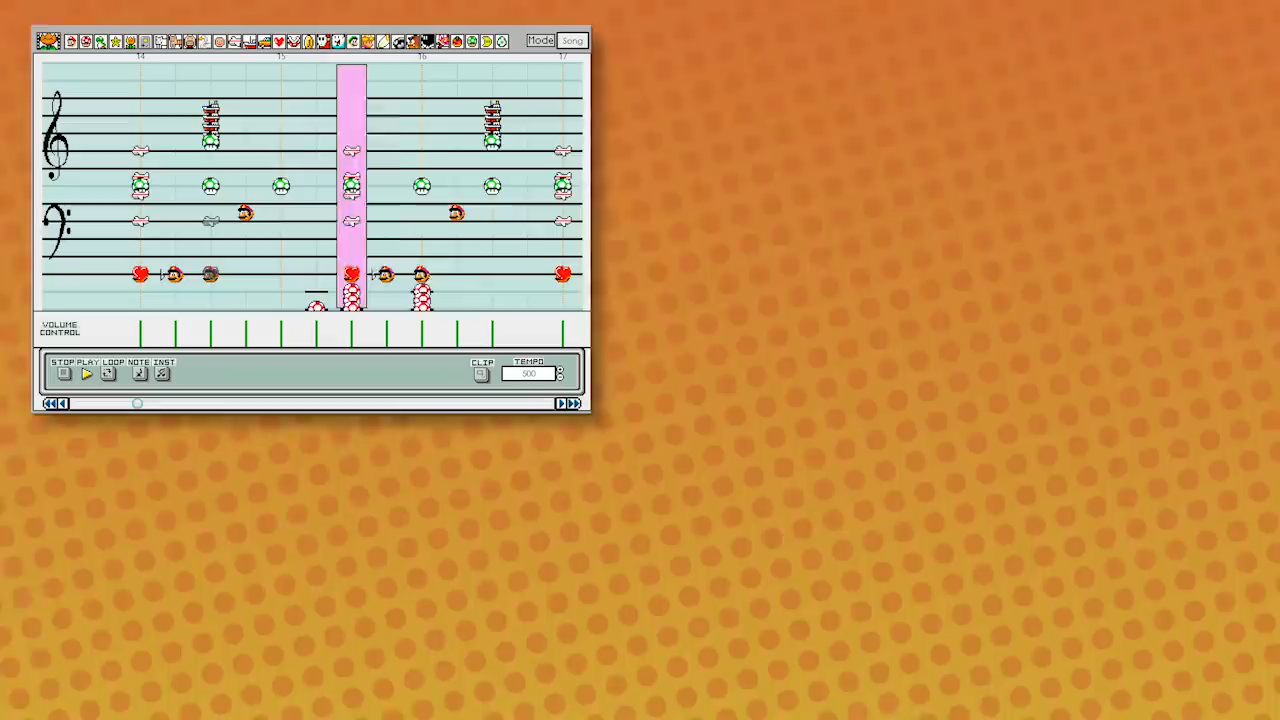 Mode Song
14 15 16 17
VOLUME
CONTROL
STOP PLAY LOOP NOTE INST CLIP TEMPO
500